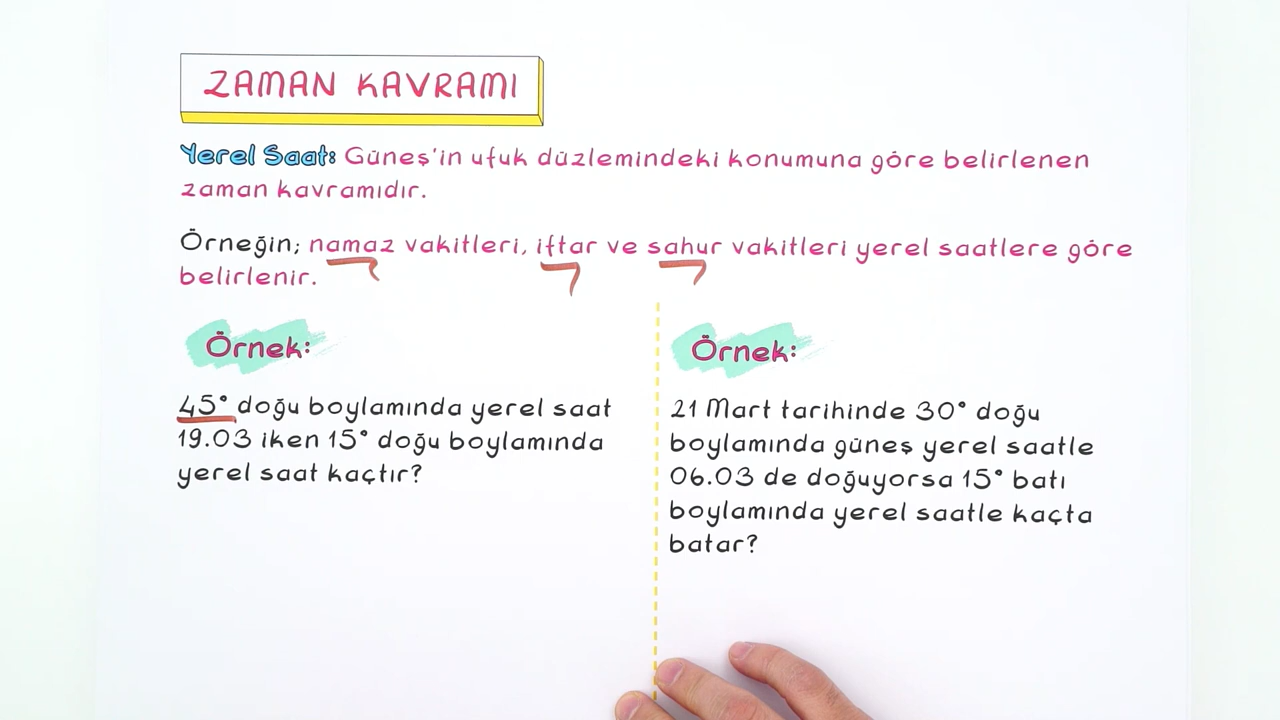 ZAMAN KAVRAMI
Yerel Saat: Güneş'in ufuk düzlemindeki konumuna göre belirlenen
zaman kavramıdır.
Örneğin; namaz vakitleri, iftar ve sahur vakitleri yerel saatlere göre
belirlenir.
Örnek:
45° doğu boylamında yerel saat
19.03 iken 15° doğu boylamında
yerel saat kaçtır?
Örnek:
21 Mart tarihinde 30° doğu
boylamında güneş yerel saatle
06.03 de doğuyorsa 15° batı
boylamında yerel saatle kaçta
batar?